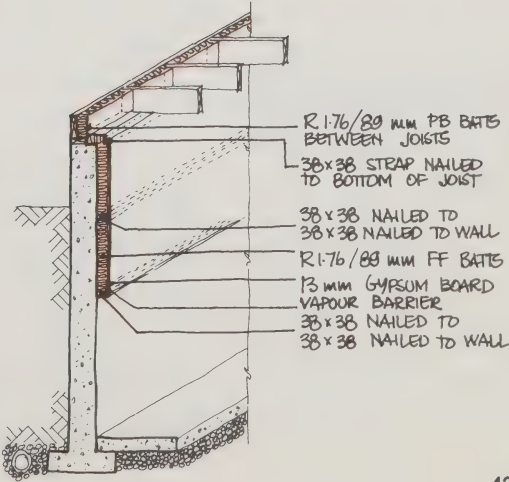 R 1·76/89 mm PB BATTS
BETWEEN JOISTS
38×38 STRAP NAILED
TO BOTTOM OF JOIST
38×38 NAILED TO
38×38 NAILED TO WALL
R 1·76/89 mm FF BATTS
13 mm GYPSUM BOARD
VAPOUR BARRIER
38×38 NAILED TO
38×38 NAILED TO WALL